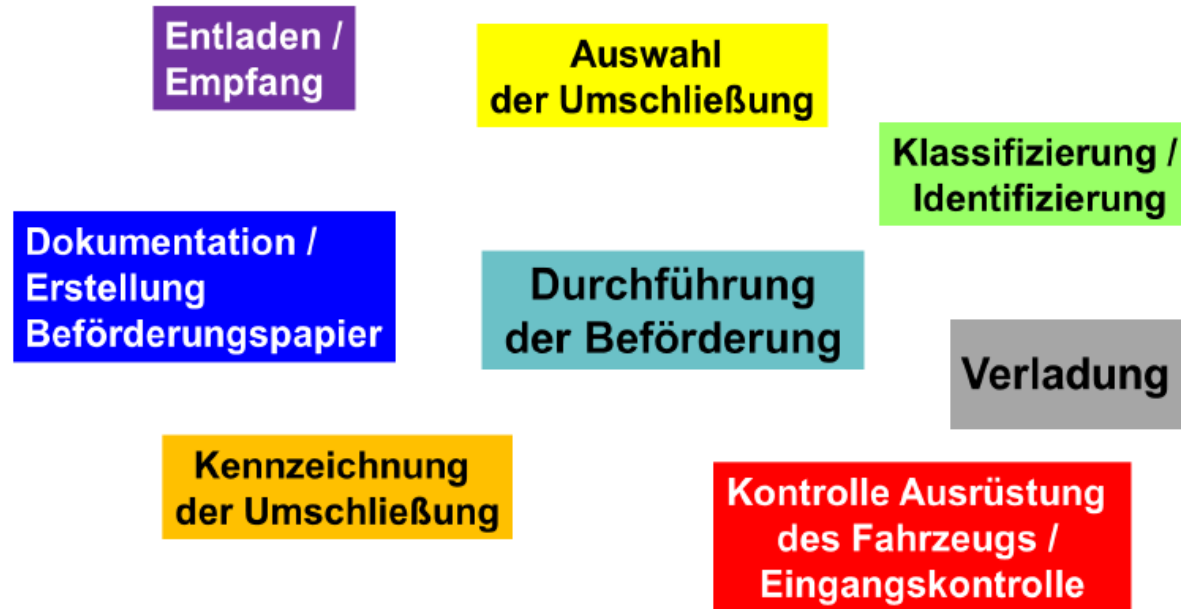 Entladen /
Empfang
Auswahl
der Umschließung
Klassifizierung /
Identifizierung
Dokumentation /
Erstellung
Beförderungspapier
Durchführung
der Beförderung
Verladung
Kennzeichnung
der Umschließung
Kontrolle Ausrüstung
des Fahrzeugs /
Eingangskontrolle